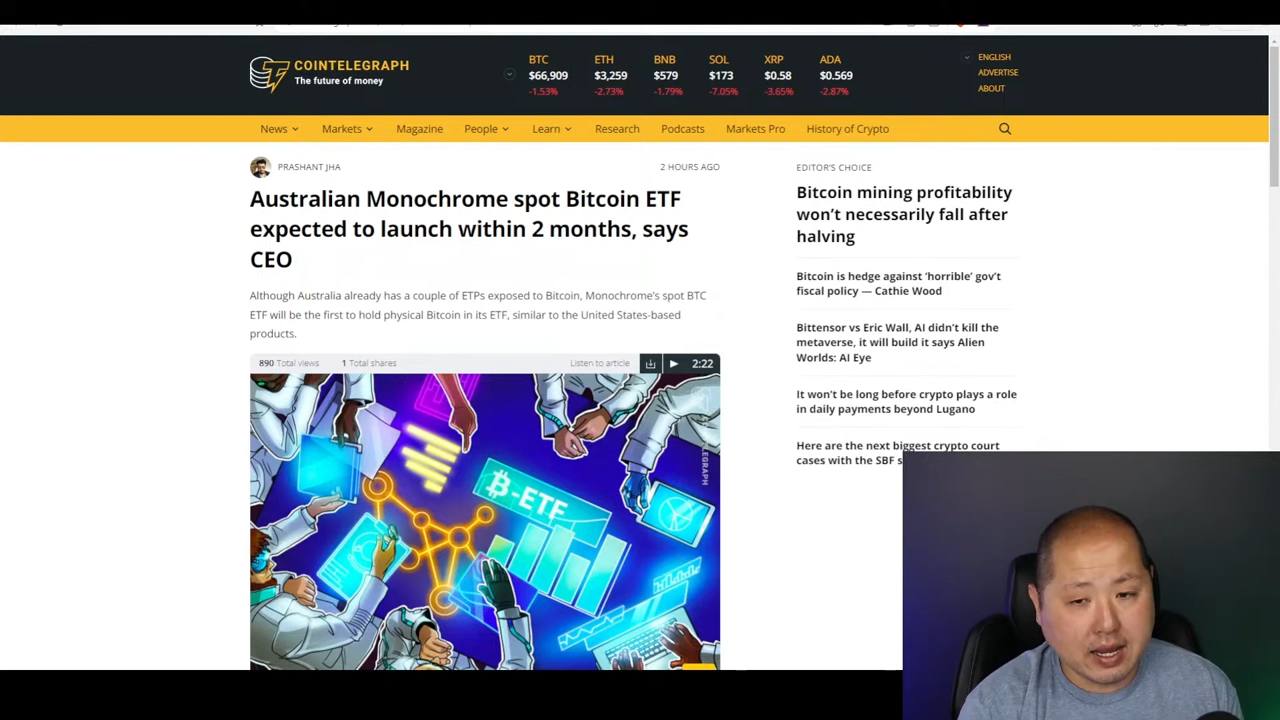 COINTELEGRAPH
The future of money
BTC ETH BNB SOL XRP ADA
$66,909 $3,259 $579 $173 $0.58 $0.569
-1.53% -2.73% -1.79% -7.05% -3.65% -2.87%
ENGLISH
ADVERTISE
ABOUT
News Markets Magazine People Learn Research Podcasts Markets Pro History of Crypto
PRASHANT JHA 2 HOURS AGO
Australian Monochrome spot Bitcoin ETF
expected to launch within 2 months, says
CEO
Although Australia already has a couple of ETPs exposed to Bitcoin, Monochrome's spot BTC
ETF will be the first to hold physical Bitcoin in its ETF, similar to the United States-based
products.
890 Total views 1 Total shares Listen to article 2:22
₿-ETF
EDITOR'S CHOICE
Bitcoin mining profitability
won't necessarily fall after
halving
Bitcoin is hedge against 'horrible' gov't
fiscal policy — Cathie Wood
Bittensor vs Eric Wall, AI didn't kill the
metaverse, it will build it says Alien
Worlds: AI Eye
It won't be long before crypto plays a role
in daily payments beyond Lugano
Here are the next biggest crypto court
cases with the SBF